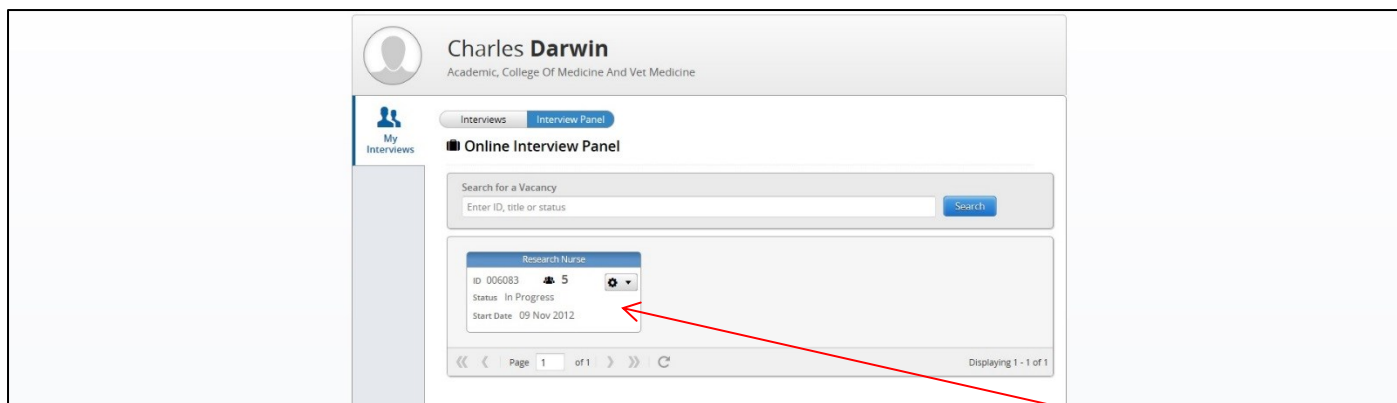 Charles Darwin
Academic, College Of Medicine And Vet Medicine
My
Interviews
Interviews Interview Panel
Online Interview Panel
Search for a Vacancy
Enter ID, title or status Search
Research Nurse
ID 006083 5
Status In Progress
Start Date 09 Nov 2012
Page 1 of 1 Displaying 1 - 1 of 1